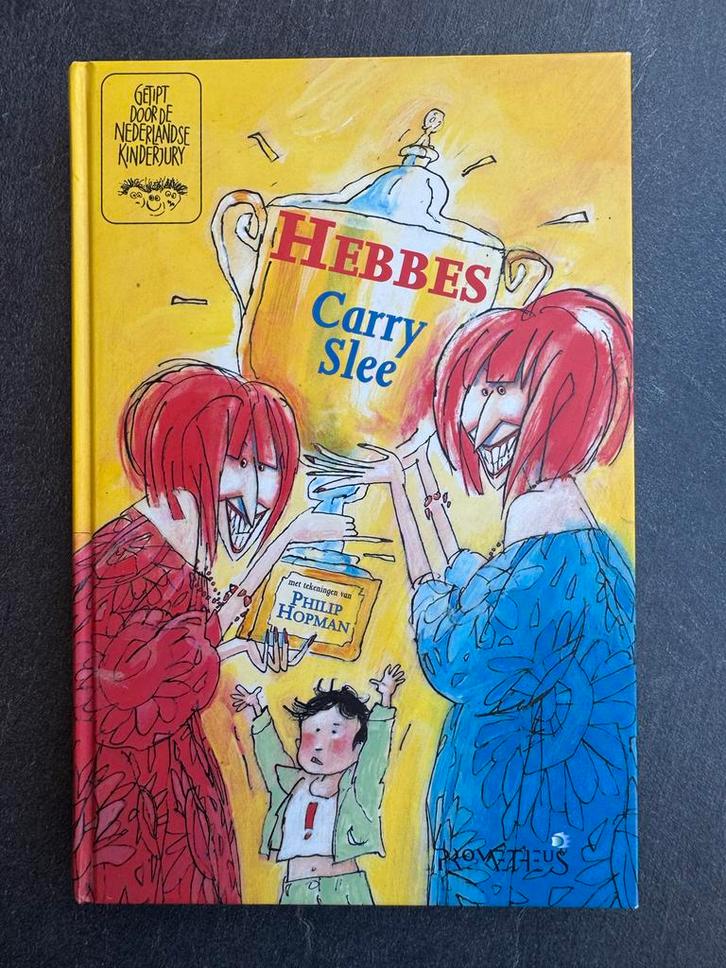 GETIPT
DOOR DE
NEDERLANDSE
KINDERJURY
HEBBES
Carry
Slee
met tekeningen van
PHILIP
HOPMAN
!
PROMETHEUS